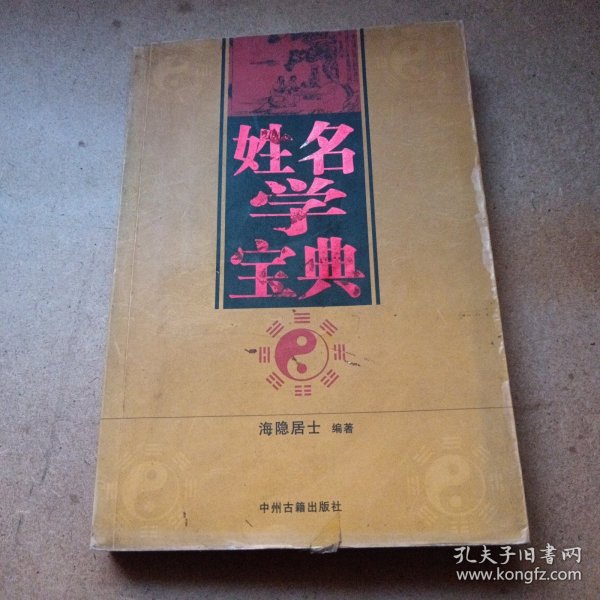 姓名
学
宝典
海隐居士 编著
中州古籍出版社
孔夫子旧书网
www.kongfz.com